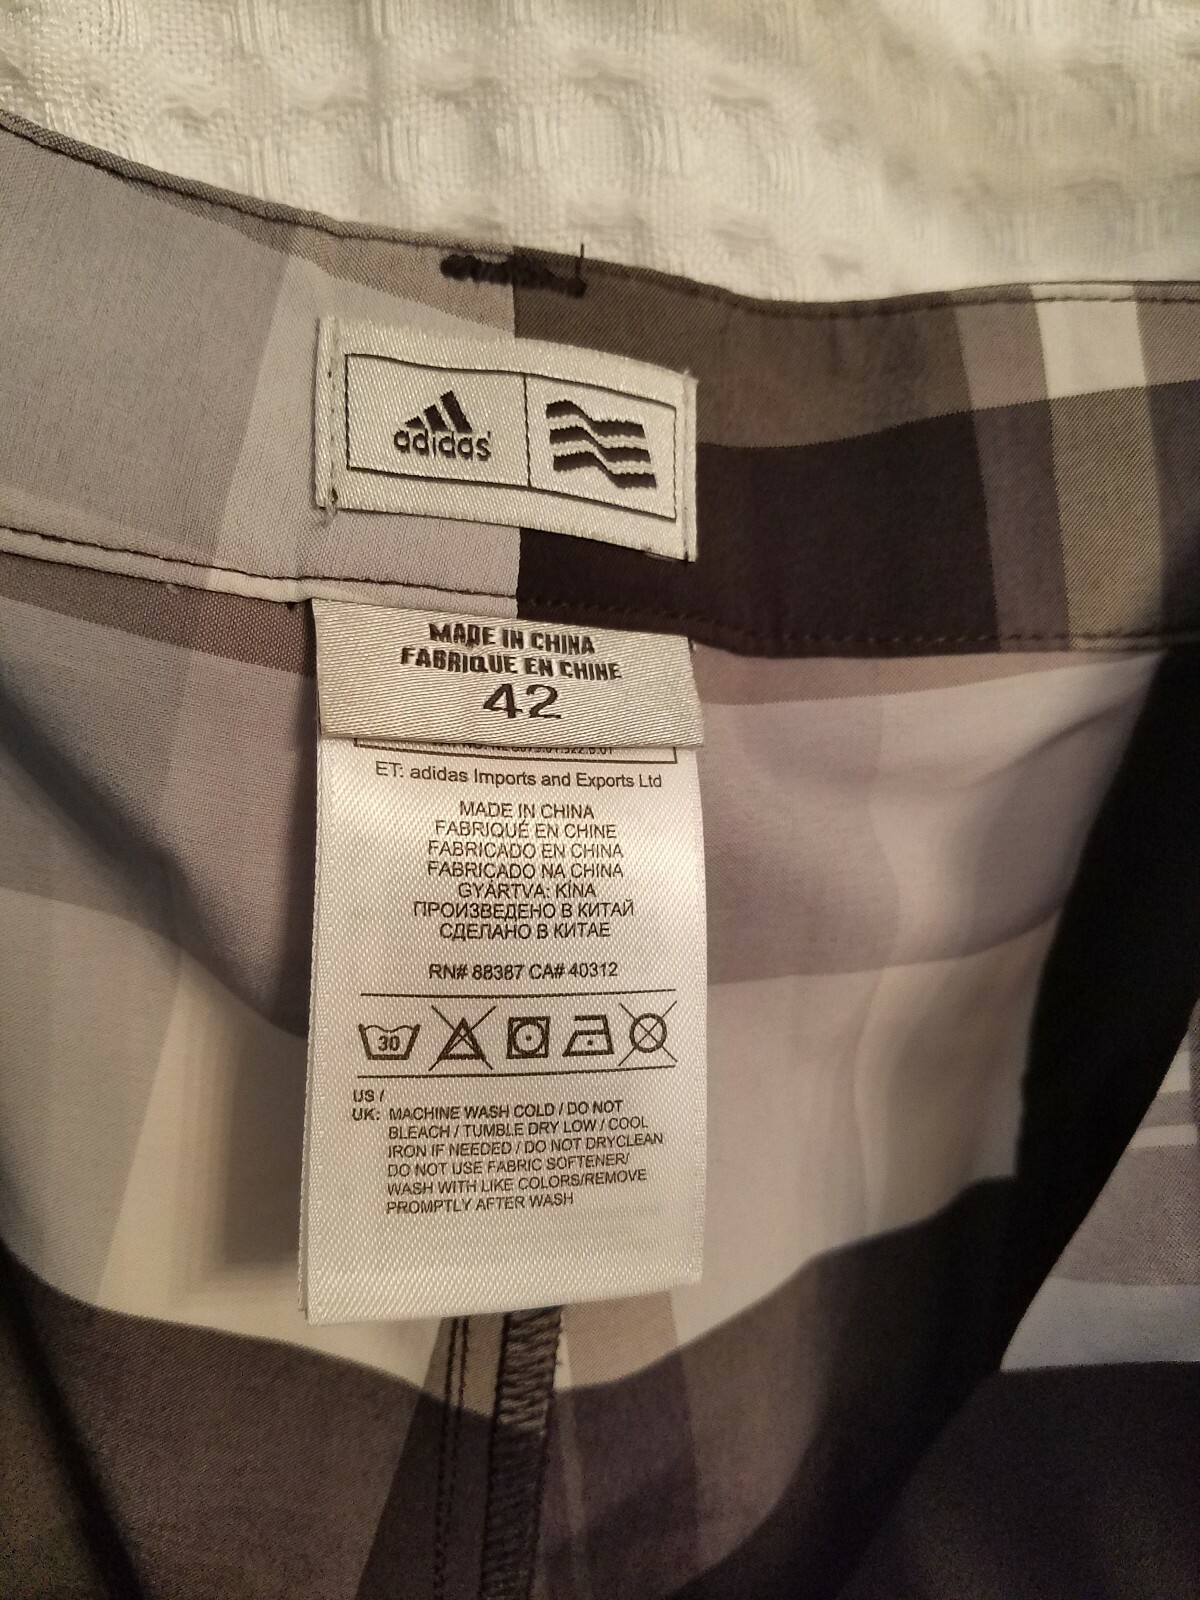 adidas
MADE IN CHINA
FABRIQUE EN CHINE
42
ET: adidas Imports and Exports Ltd
MADE IN CHINA
FABRIQUÉ EN CHINE
FABRICADO EN CHINA
FABRICADO NA CHINA
GYÁRTVA: KÍNA
ПРОИЗВЕДЕНО В КИТАЙ
СДЕЛАНО В КИТАЕ
RN# 88387 CA# 40312
30
US /
UK: MACHINE WASH COLD / DO NOT
BLEACH / TUMBLE DRY LOW / COOL
IRON IF NEEDED / DO NOT DRYCLEAN
DO NOT USE FABRIC SOFTENER/
WASH WITH LIKE COLORS/REMOVE
PROMPTLY AFTER WASH